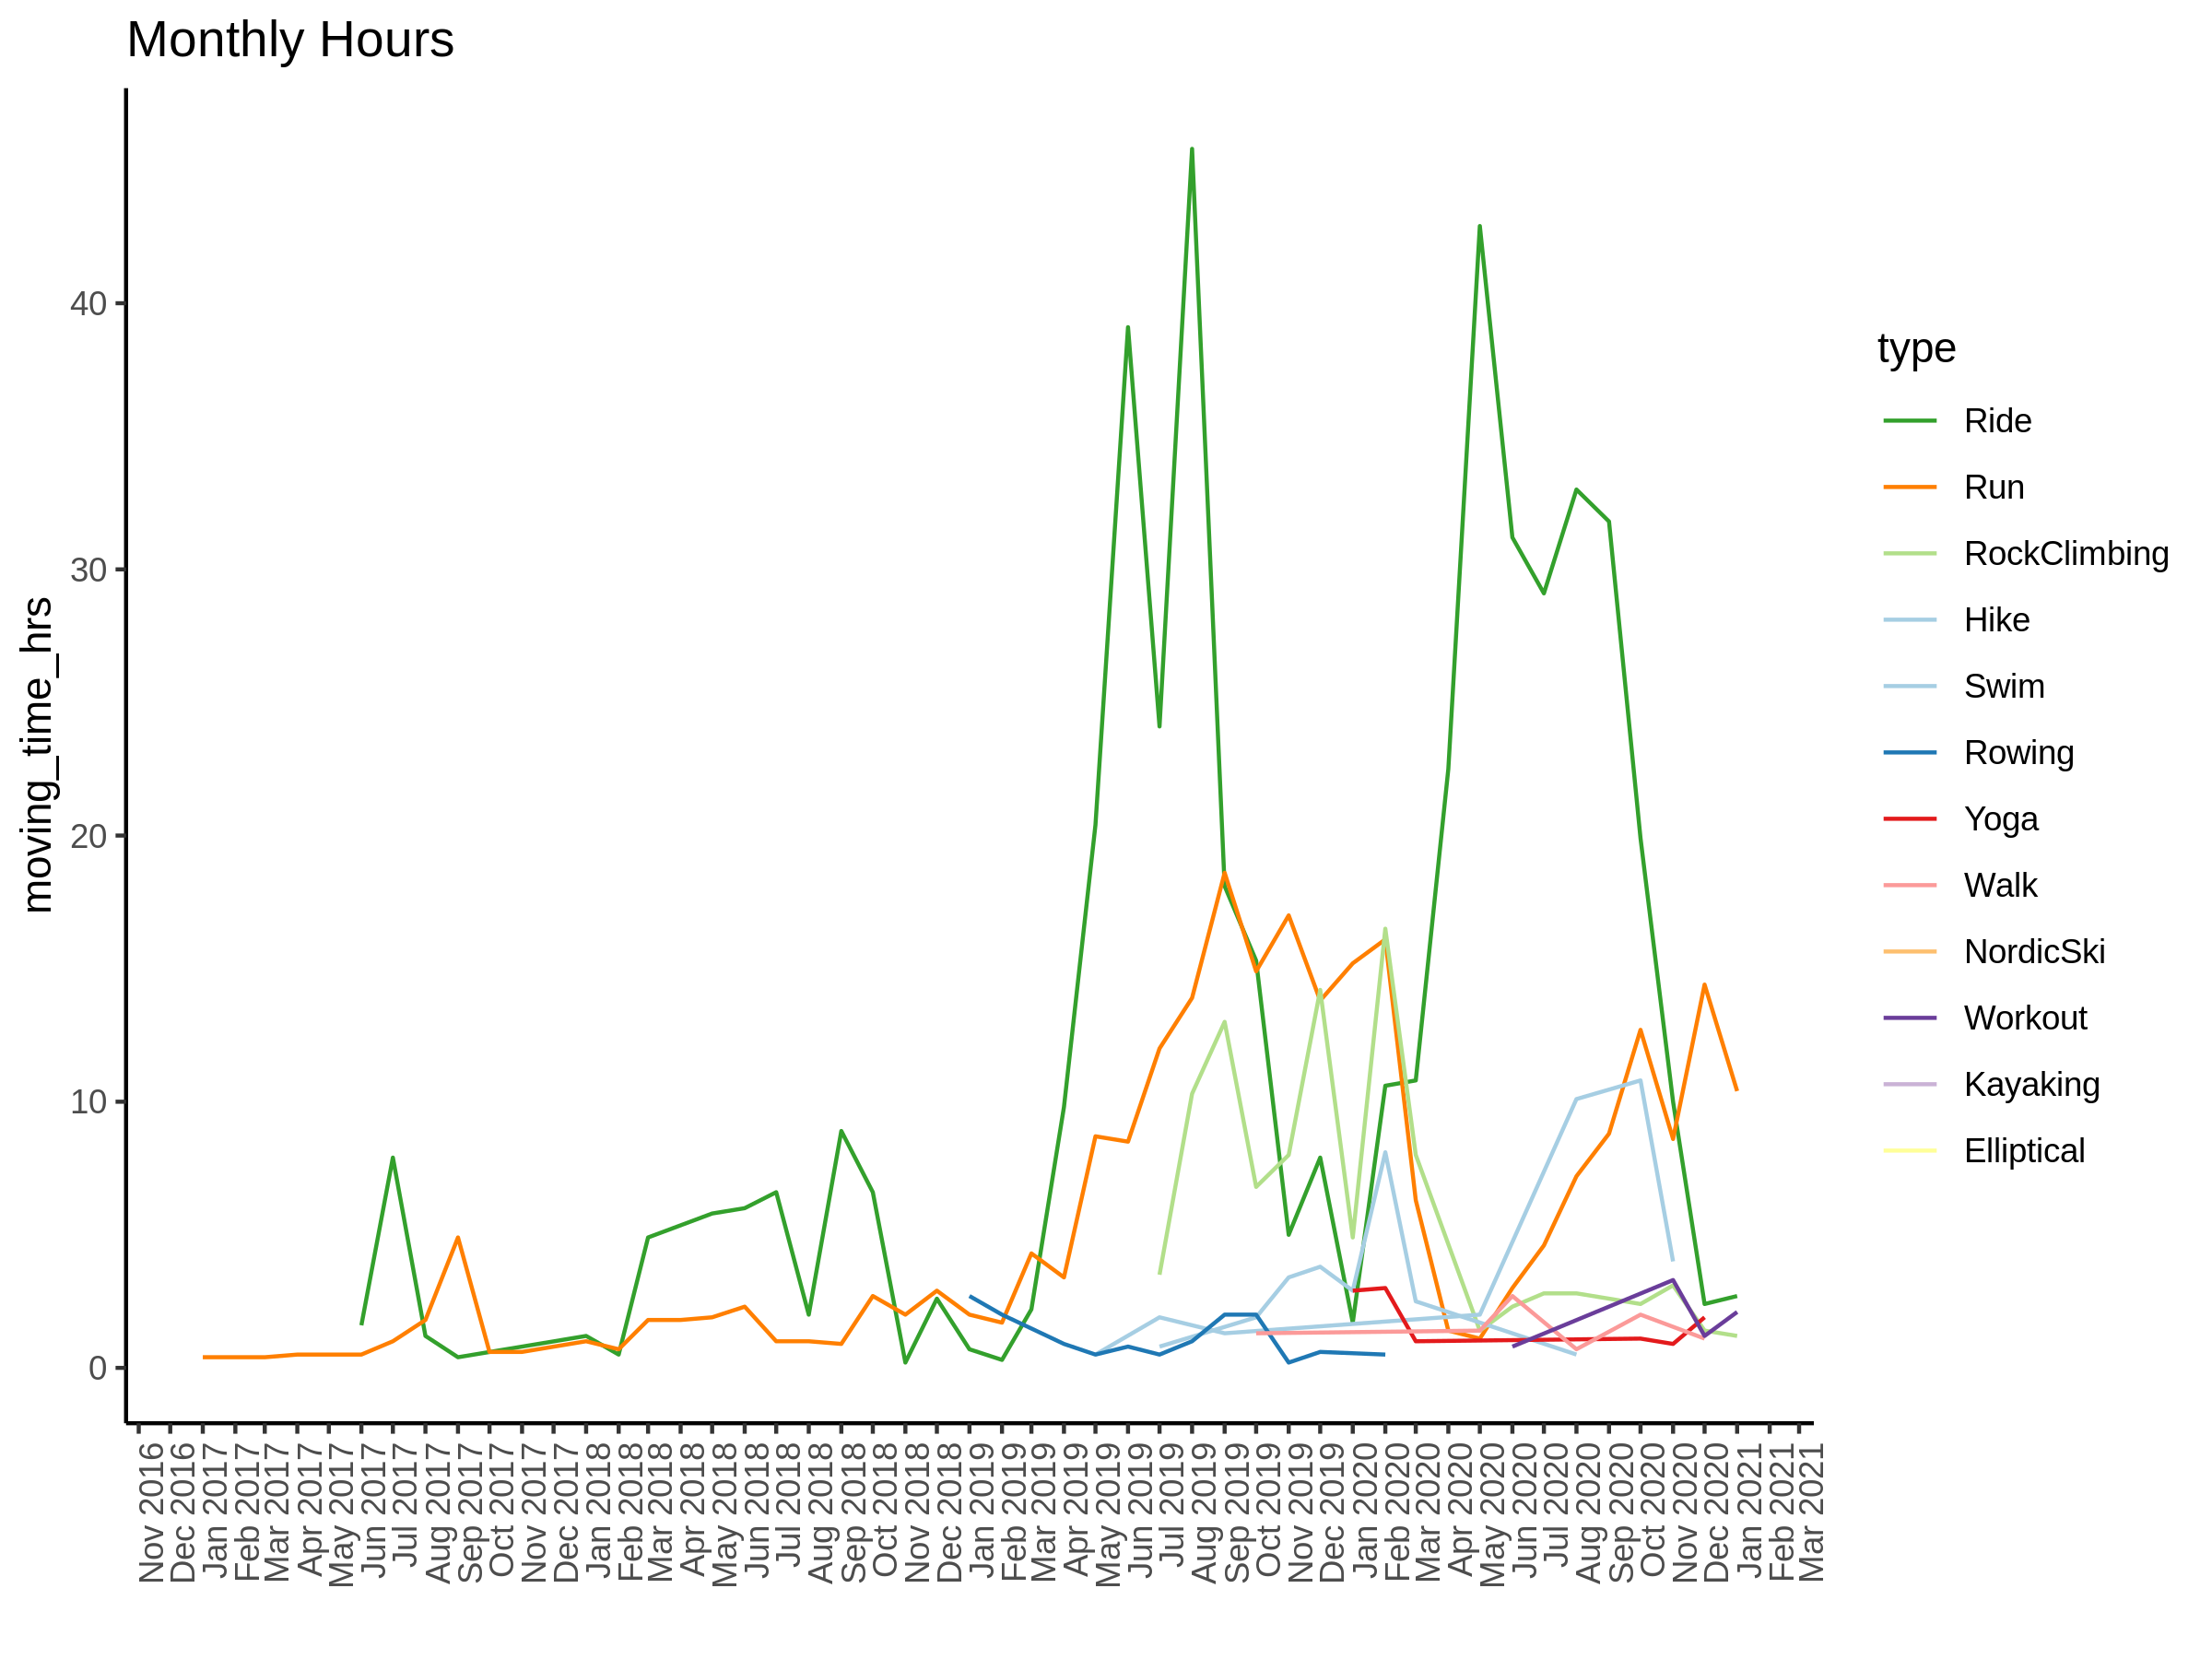 Monthly Hours
moving_time_hrs
40
30
20
10
0
Nov 2016
Dec 2016
Jan 2017
Feb 2017
Mar 2017
Apr 2017
May 2017
Jun 2017
Jul 2017
Aug 2017
Sep 2017
Oct 2017
Nov 2017
Dec 2017
Jan 2018
Feb 2018
Mar 2018
Apr 2018
May 2018
Jun 2018
Jul 2018
Aug 2018
Sep 2018
Oct 2018
Nov 2018
Dec 2018
Jan 2019
Feb 2019
Mar 2019
Apr 2019
May 2019
Jun 2019
Jul 2019
Aug 2019
Sep 2019
Oct 2019
Nov 2019
Dec 2019
Jan 2020
Feb 2020
Mar 2020
Apr 2020
May 2020
Jun 2020
Jul 2020
Aug 2020
Sep 2020
Oct 2020
Nov 2020
Dec 2020
Jan 2021
Feb 2021
Mar 2021
type
Ride
Run
RockClimbing
Hike
Swim
Rowing
Yoga
Walk
NordicSki
Workout
Kayaking
Elliptical